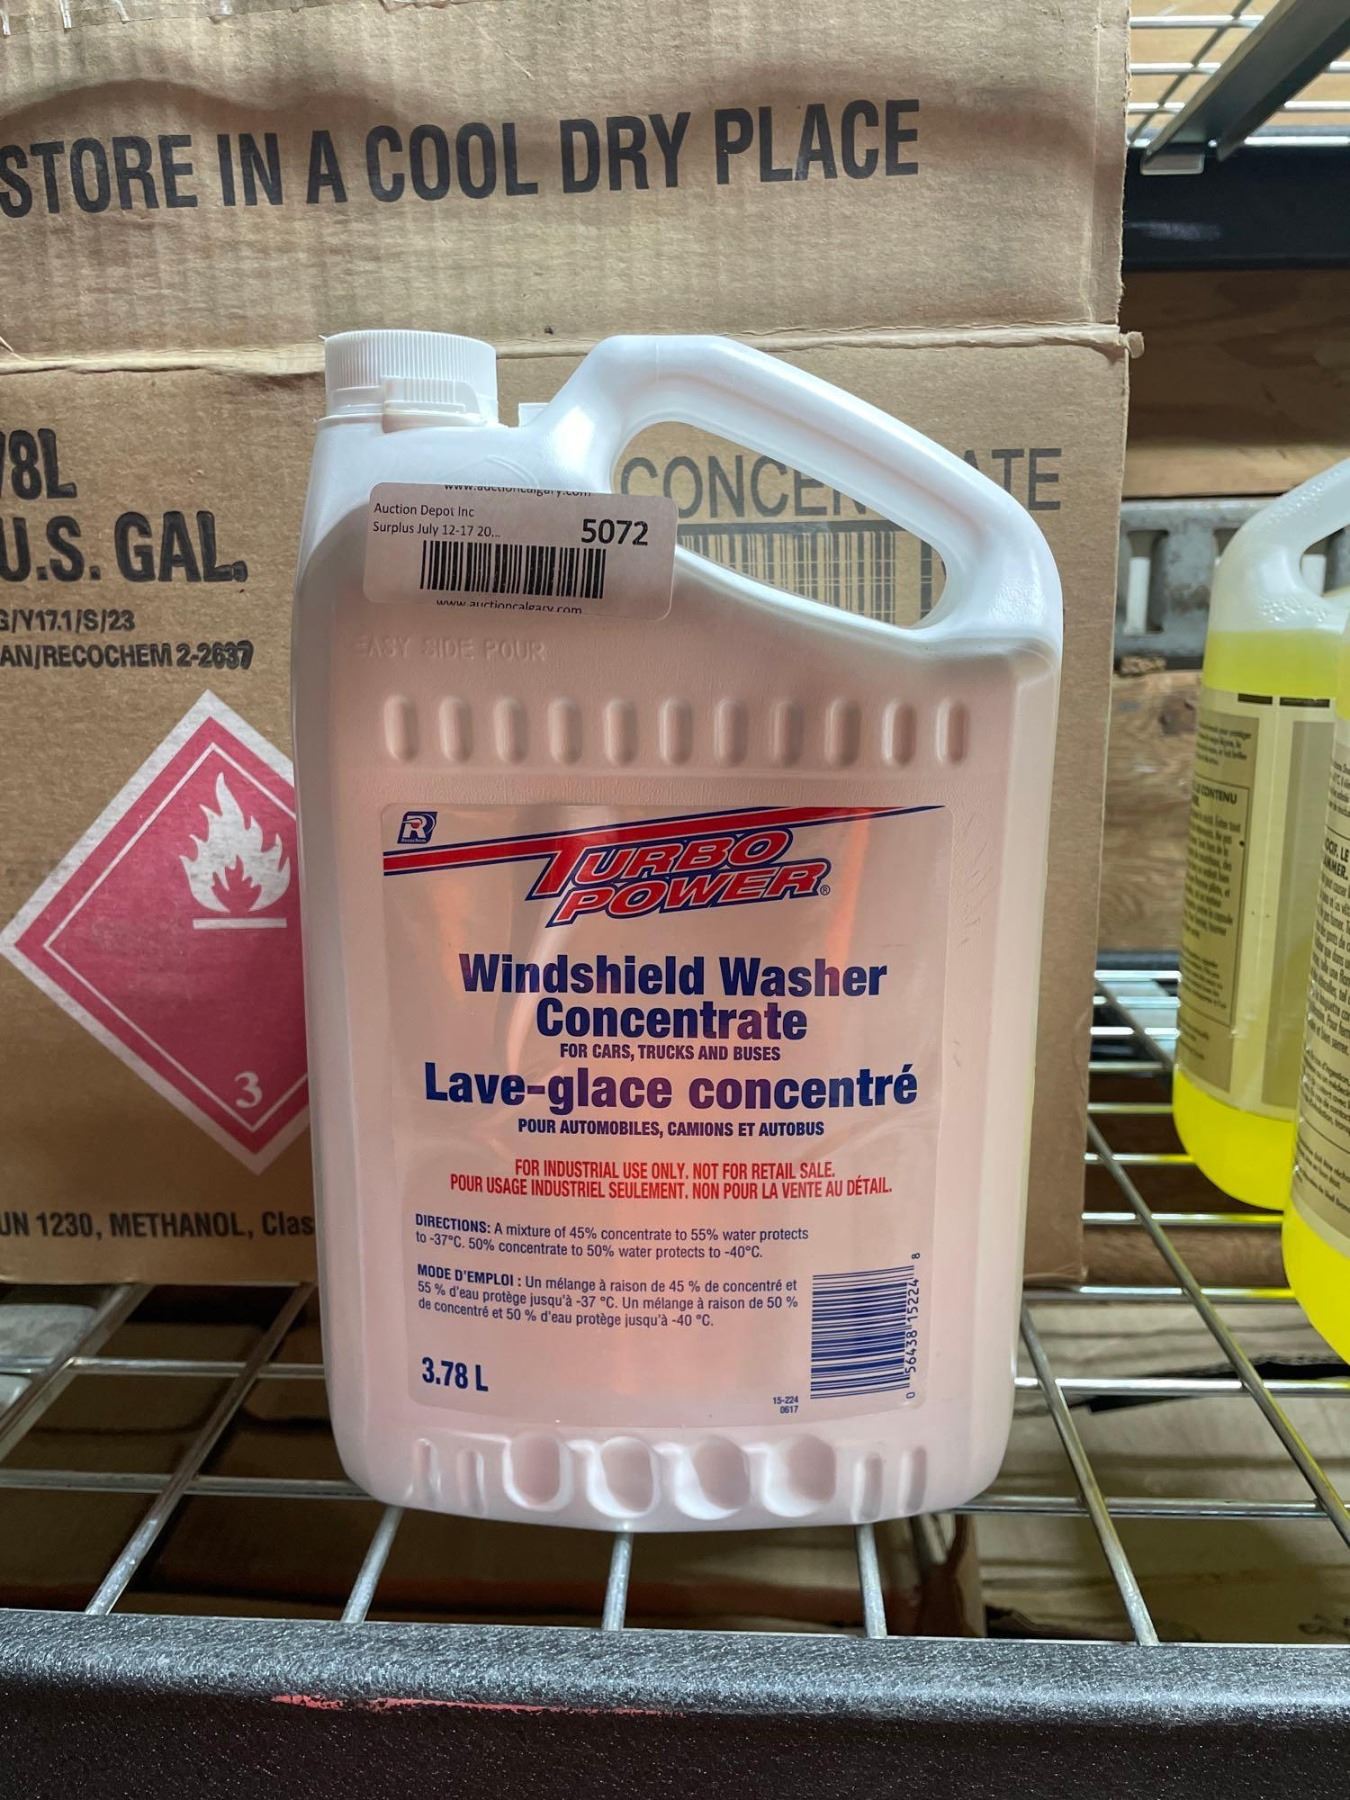 STORE IN A COOL DRY PLACE
78L
U.S. GAL.
G/Y17.1/S/23
AN/RECOCHEM 2-2637
CONCE ATE
3
UN 1230, METHANOL, Clas
www.auctioncalgary.com
Auction Depot Inc
Surplus July 12-17 20...
5072
www.auctioncalgary.com
EASY SIDE POUR
R
TURBO
POWER®
Windshield Washer
Concentrate
FOR CARS, TRUCKS AND BUSES
Lave-glace concentré
POUR AUTOMOBILES, CAMIONS ET AUTOBUS
FOR INDUSTRIAL USE ONLY. NOT FOR RETAIL SALE.
POUR USAGE INDUSTRIEL SEULEMENT. NON POUR LA VENTE AU DÉTAIL.
DIRECTIONS: A mixture of 45% concentrate to 55% water protects
to -37°C. 50% concentrate to 50% water protects to -40°C.
MODE D'EMPLOI : Un mélange à raison de 45 % de concentré et
55 % d'eau protège jusqu'à -37 °C. Un mélange à raison de 50 %
de concentré et 50 % d'eau protège jusqu'à -40 °C.
3.78 L
15-224
0617
0 56438 15224 8
CONTENU